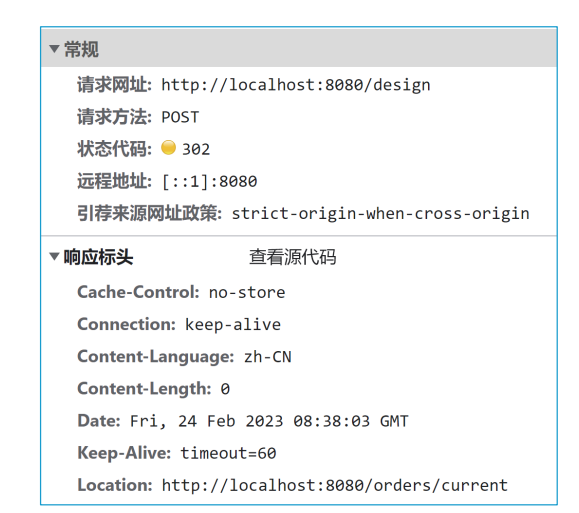 常规
请求网址: http://localhost:8080/design
请求方法: POST
状态代码: 302
远程地址: [::1]:8080
引荐来源网址政策: strict-origin-when-cross-origin
响应标头 查看源代码
Cache-Control: no-store
Connection: keep-alive
Content-Language: zh-CN
Content-Length: 0
Date: Fri, 24 Feb 2023 08:38:03 GMT
Keep-Alive: timeout=60
Location: http://localhost:8080/orders/current